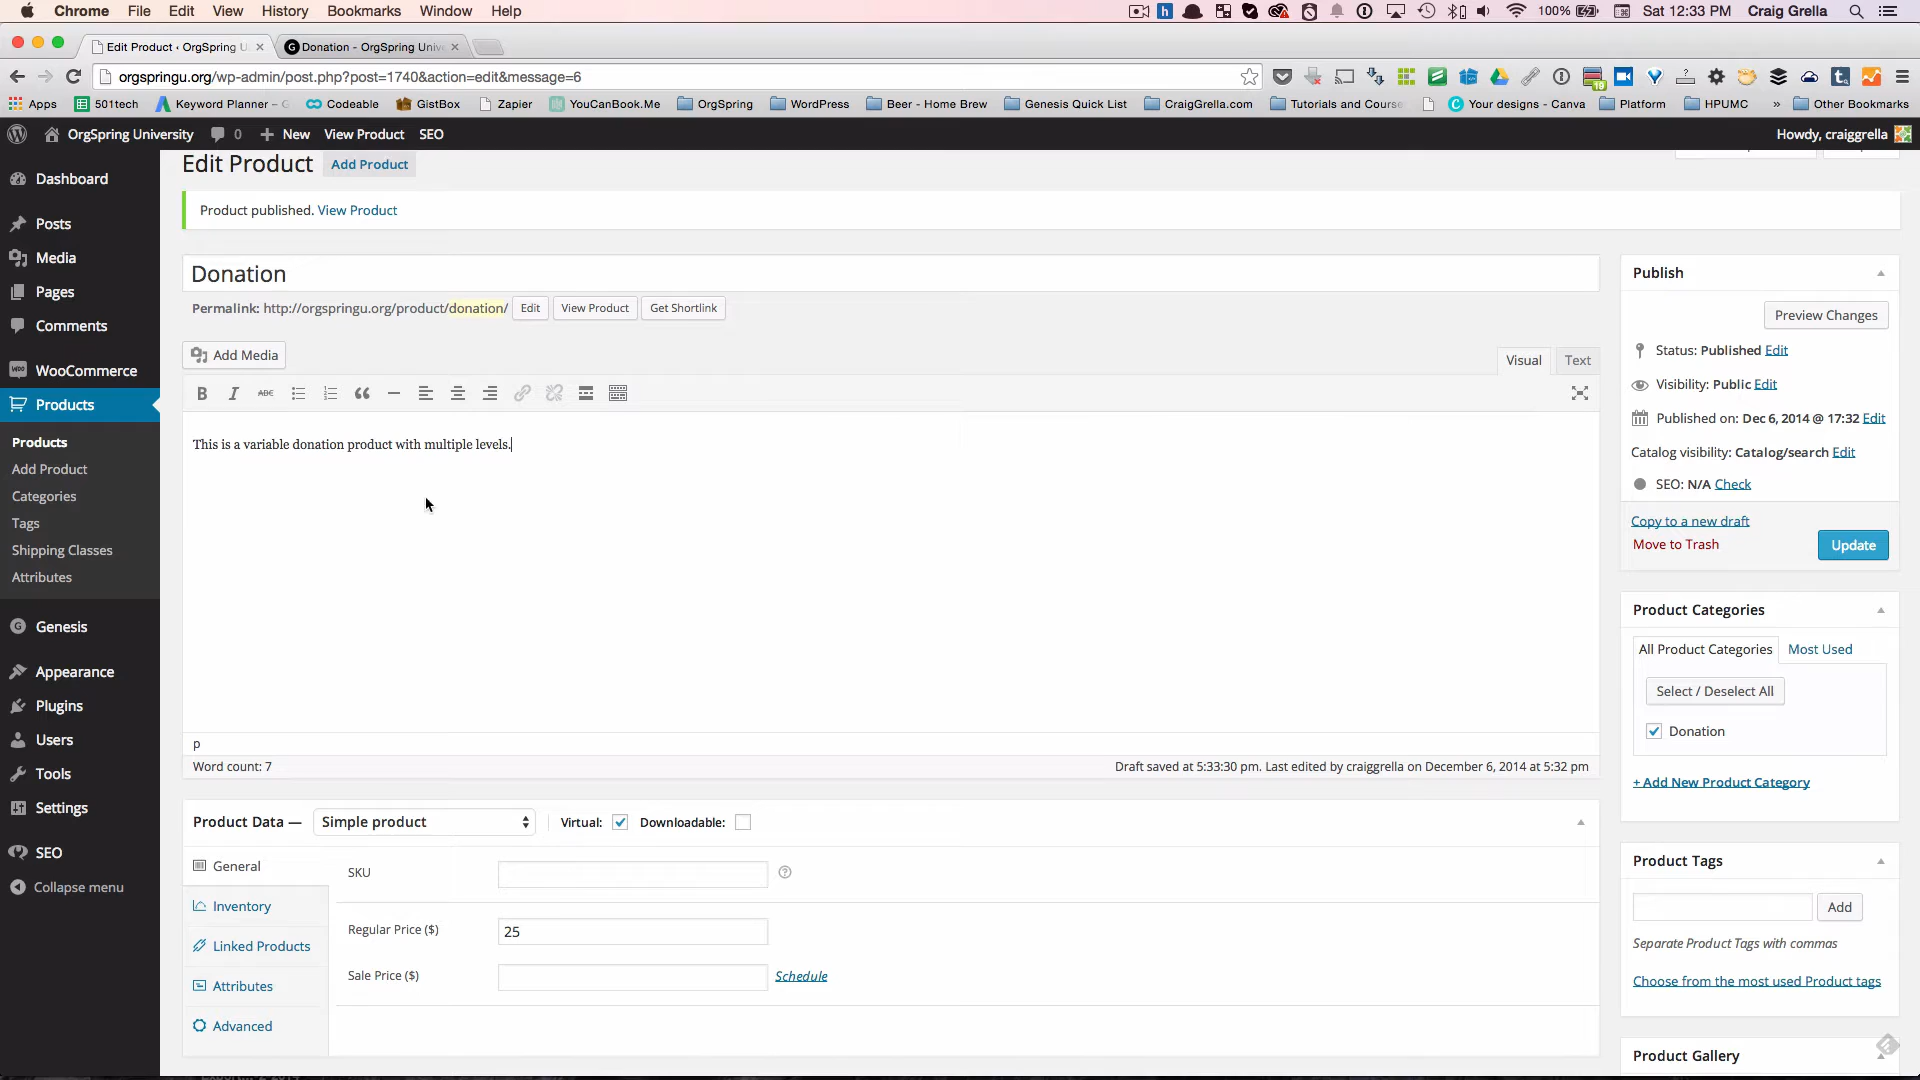 Chrome File Edit View History Bookmarks Window Help 100% Sat 12:33 PM Craig Grella
Edit Product ‹ OrgSpring U Donation - OrgSpring Univ
orgspringu.org/wp-admin/post.php?post=1740&action=edit&message=6
Apps 501tech Keyword Planner – Codeable GistBox Zapier YouCanBook.Me OrgSpring WordPress Beer - Home Brew Genesis Quick List CraigGrella.com Tutorials and Course Your designs - Canva Platform HPUMC » Other Bookmarks
OrgSpring University 0 New View Product SEO Howdy, craiggrella
Edit Product Add Product
Product published. View Product
Donation
Permalink: http://orgspringu.org/product/donation/ Edit View Product Get Shortlink
Add Media Visual Text
B I ABC
This is a variable donation product with multiple levels.
p
Word count: 7 Draft saved at 5:33:30 pm. Last edited by craiggrella on December 6, 2014 at 5:32 pm
Product Data — Simple product Virtual: Downloadable:
General
Inventory
Linked Products
Attributes
Advanced
SKU
Regular Price ($) 25
Sale Price ($) Schedule
Dashboard
Posts
Media
Pages
Comments
WooCommerce
Products
Products
Add Product
Categories
Tags
Shipping Classes
Attributes
Genesis
Appearance
Plugins
Users
Tools
Settings
SEO
Collapse menu
Publish
Preview Changes
Status: Published Edit
Visibility: Public Edit
Published on: Dec 6, 2014 @ 17:32 Edit
Catalog visibility: Catalog/search Edit
SEO: N/A Check
Copy to a new draft
Move to Trash Update
Product Categories
All Product Categories Most Used
Select / Deselect All
Donation
+ Add New Product Category
Product Tags
Add
Separate Product Tags with commas
Choose from the most used Product tags
Product Gallery